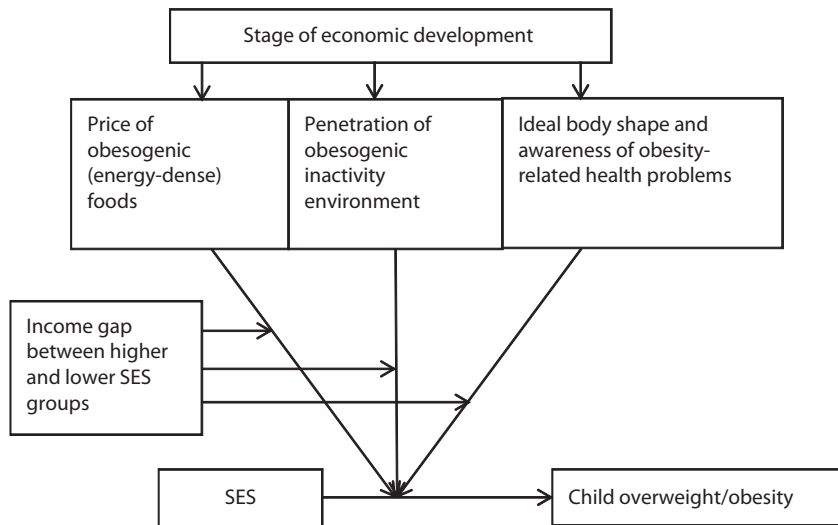 Stage of economic development
Price of
obesogenic
(energy-dense)
foods
Penetration of
obesogenic
inactivity
environment
Ideal body shape and
awareness of obesity-
related health problems
Income gap
between higher
and lower SES
groups
SES
Child overweight/obesity